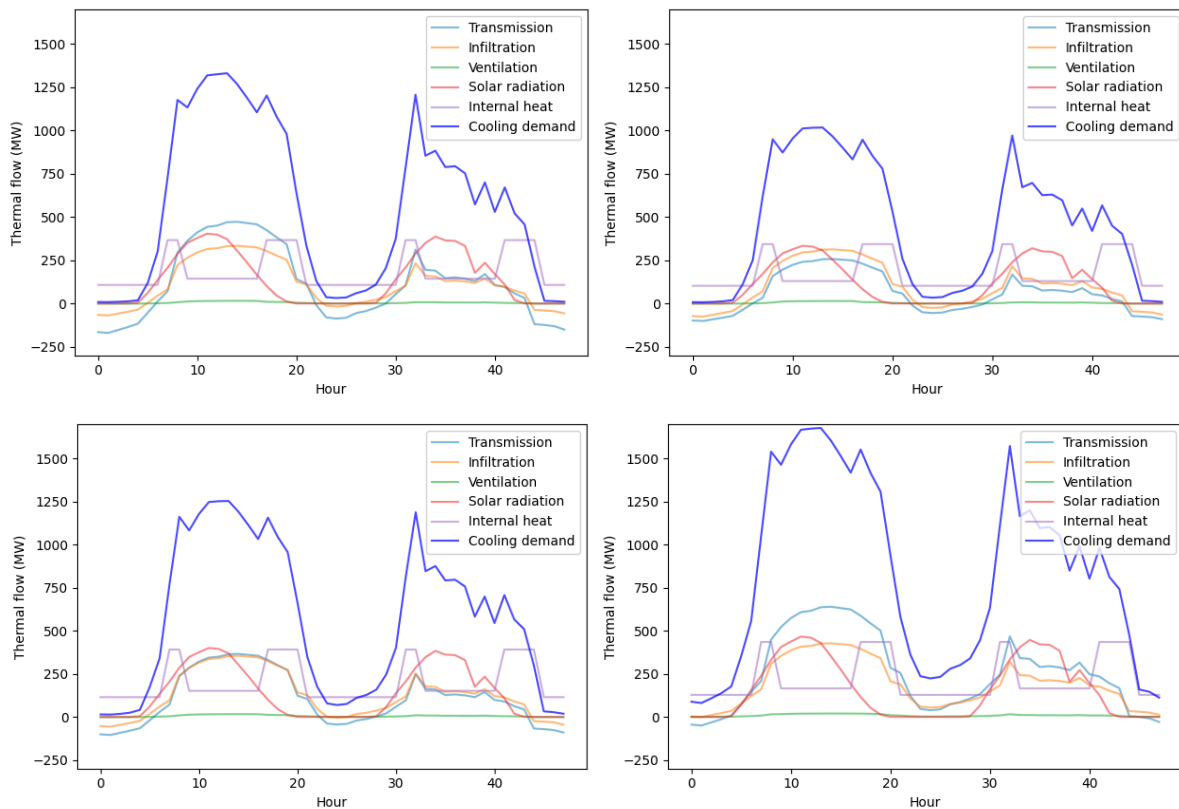 Thermal flow (MW)
1500
1250
1000
750
500
250
0
−250
0
10
20
30
40
Hour
Transmission
Infiltration
Ventilation
Solar radiation
Internal heat
Cooling demand
Thermal flow (MW)
1500
1250
1000
750
500
250
0
−250
0
10
20
30
40
Hour
Transmission
Infiltration
Ventilation
Solar radiation
Internal heat
Cooling demand
Thermal flow (MW)
1500
1250
1000
750
500
250
0
−250
0
10
20
30
40
Hour
Transmission
Infiltration
Ventilation
Solar radiation
Internal heat
Cooling demand
Thermal flow (MW)
1500
1250
1000
750
500
250
0
−250
0
10
20
30
40
Hour
Transmission
Infiltration
Ventilation
Solar radiation
Internal heat
Cooling demand